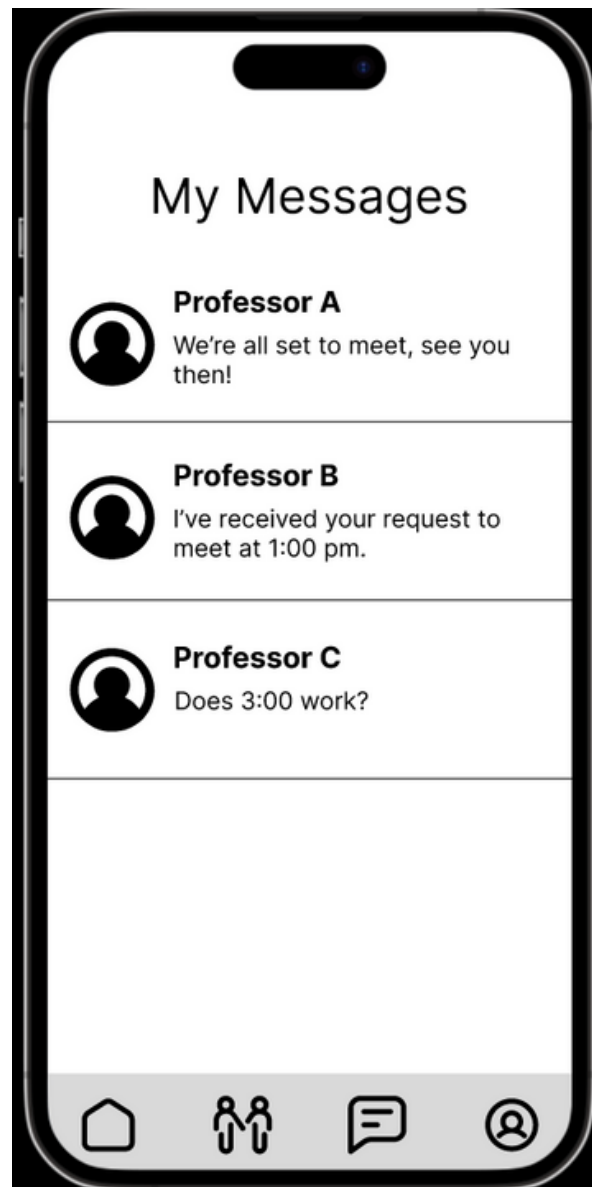 My Messages
Professor A
We’re all set to meet, see you
then!
Professor B
I’ve received your request to
meet at 1:00 pm.
Professor C
Does 3:00 work?